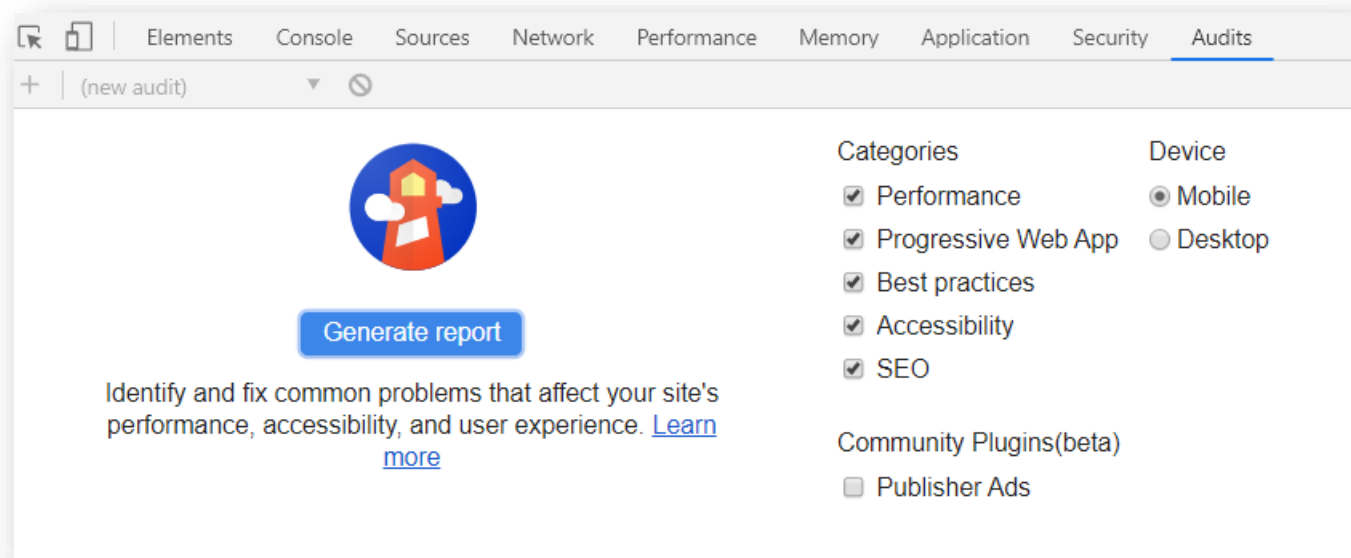 Elements Console Sources Network Performance Memory Application Security Audits
(new audit)
Generate report
Identify and fix common problems that affect your site's
performance, accessibility, and user experience. Learn
more
Categories
Performance
Progressive Web App
Best practices
Accessibility
SEO
Community Plugins(beta)
Publisher Ads
Device
Mobile
Desktop